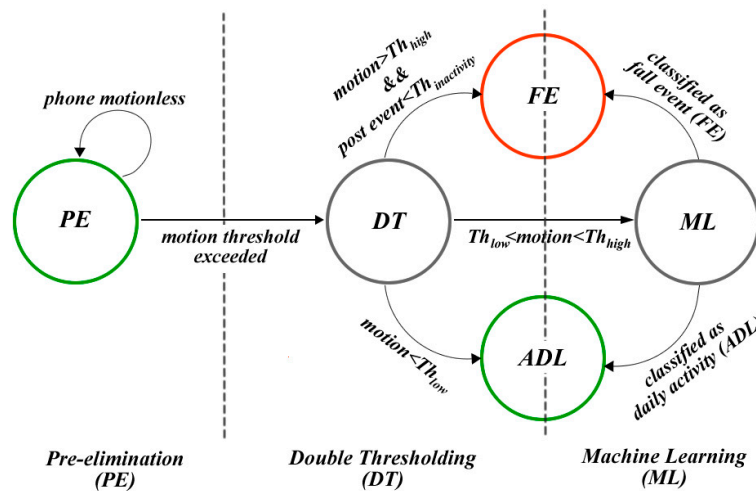 phone motionless
PE
motion threshold
exceeded
motion>Th_high
&&
post event<Th_inactivity
DT
motion<Th_low
FE
Th_low<motion<Th_high
ADL
classified as
fall event (FE)
ML
classified as
daily activity (ADL)
Pre-elimination
(PE)
Double Thresholding
(DT)
Machine Learning
(ML)